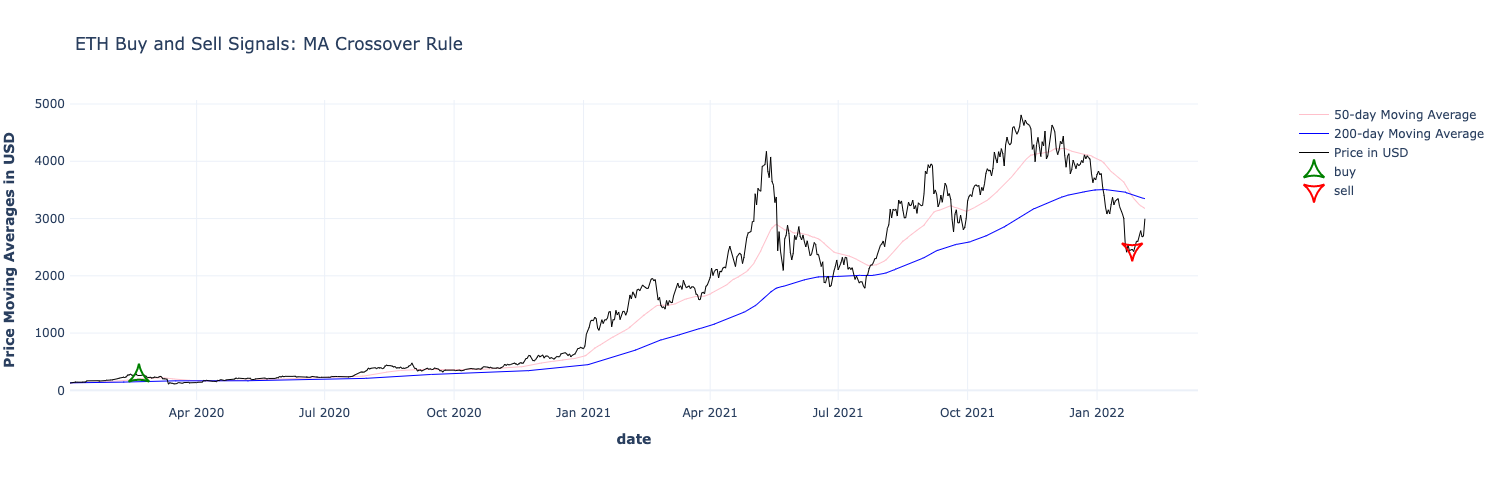 ETH Buy and Sell Signals: MA Crossover Rule
Price Moving Averages in USD
5000
4000
3000
2000
1000
0
Apr 2020
Jul 2020
Oct 2020
Jan 2021
Apr 2021
Jul 2021
Oct 2021
Jan 2022
date
50-day Moving Average
200-day Moving Average
Price in USD
buy
sell